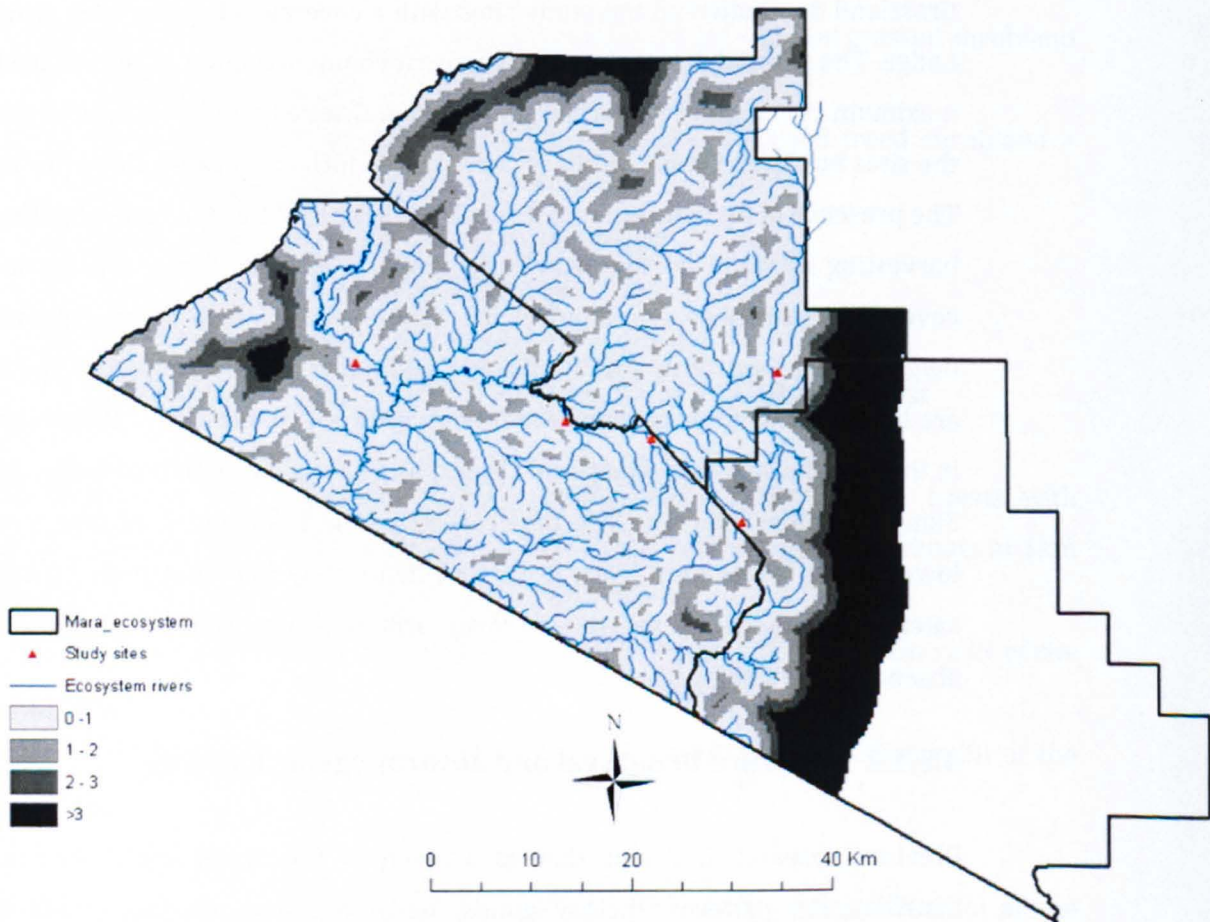 Mara_ecosystem
Study sites
Ecosystem rivers
0 -1
1 - 2
2 - 3
>3
N
0 10 20 40 Km